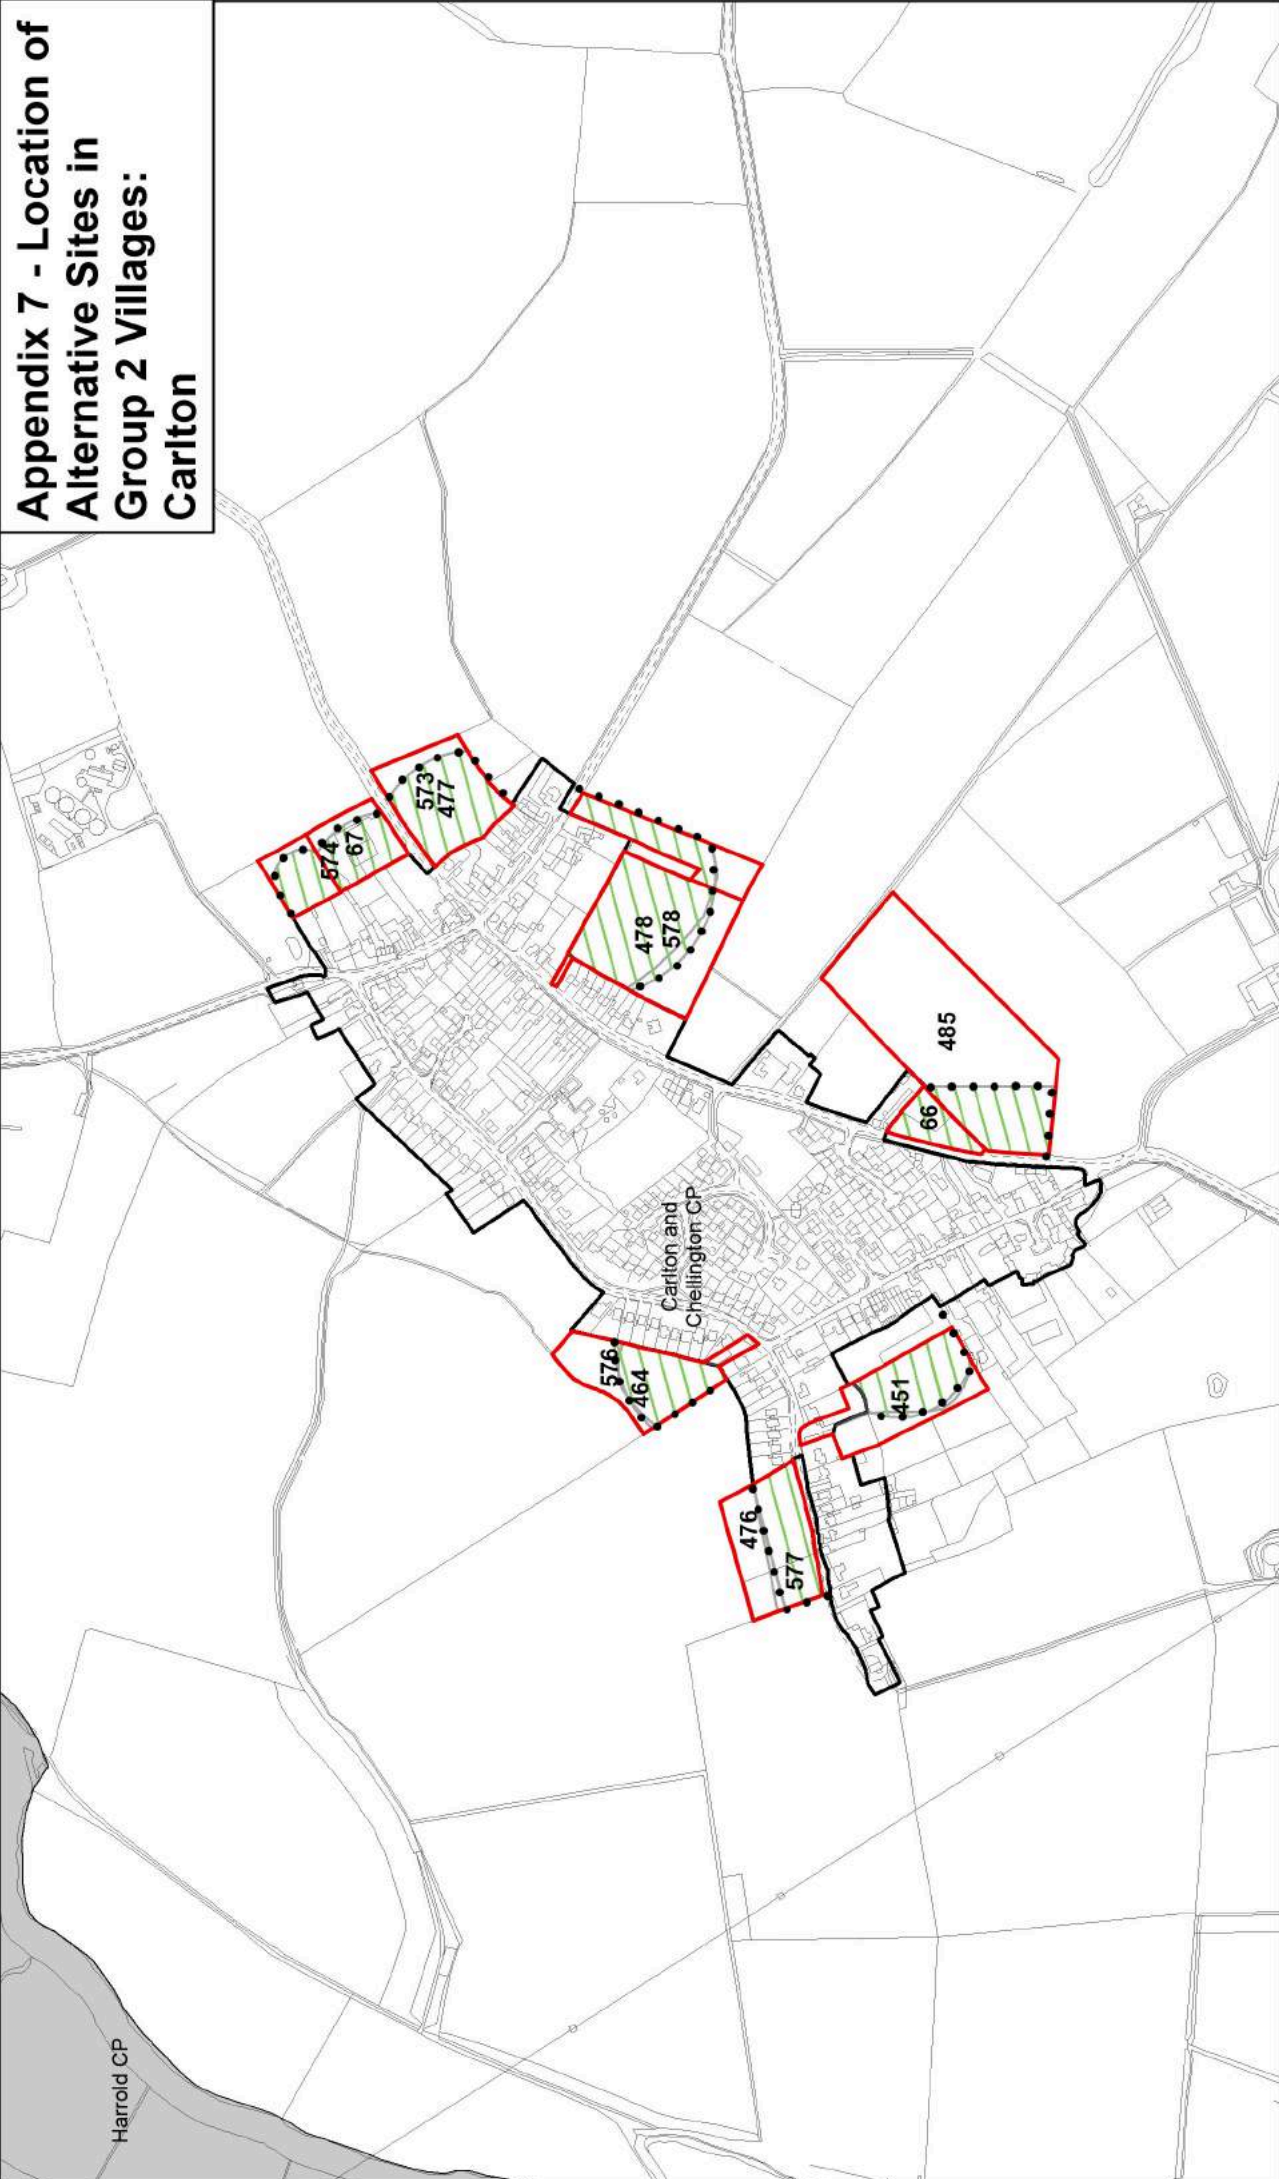 Appendix 7 - Location of
Alternative Sites in
Group 2 Villages:
Carlton
Harrold CP
Carlton and
Chellington CP
476
577
576
464
451
574
67
573
477
478
578
66
485